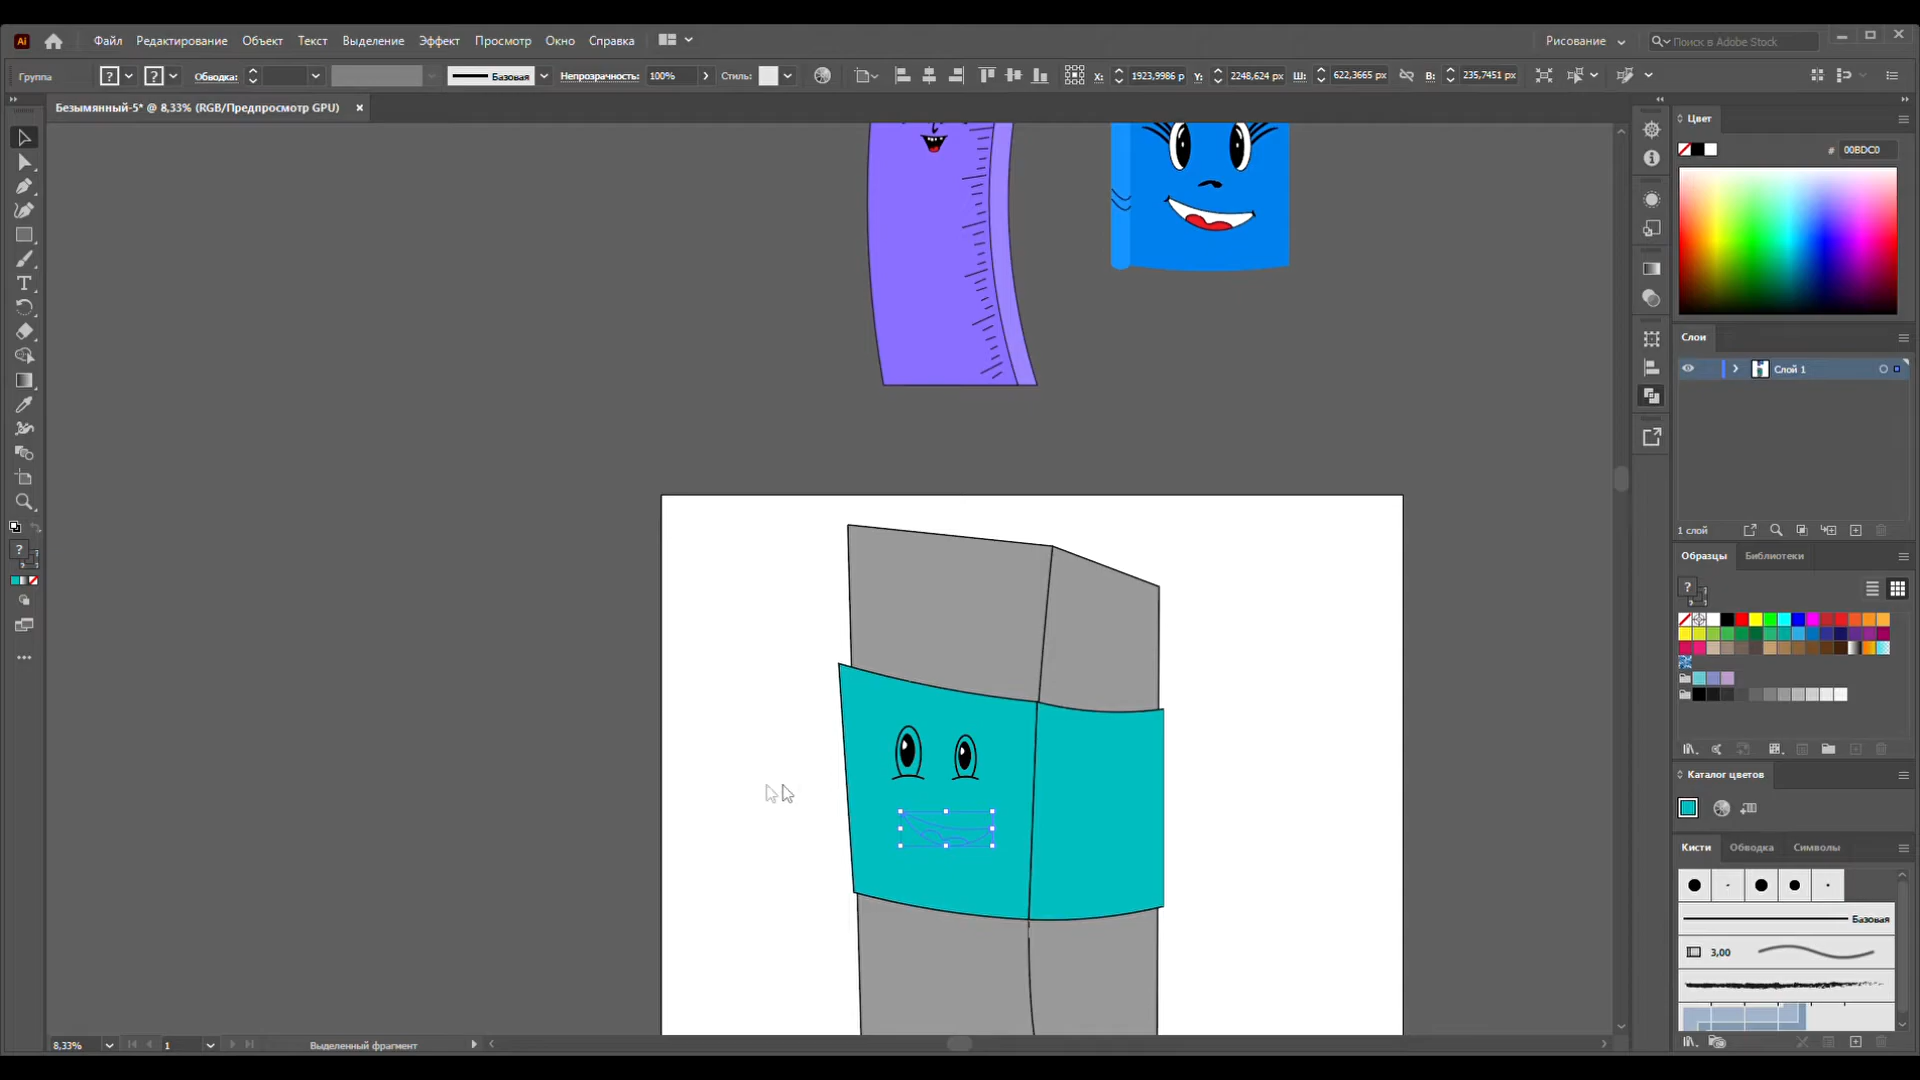 Ai Файл Редактирование Объект Текст Выделение Эффект Просмотр Окно Справка Рисование Поиск в Adobe Stock
Группа ? ? Обводка: Базовая Непрозрачность: 100% Стиль: X: 1923,9986 p Y: 2248,624 px Ш: 622,3665 px В: 235,7451 px
Безымянный-5* @ 8,33% (RGB/Предпросмотр GPU)
Цвет
# 00BDC0
Слои
Слой 1
1 слой
Образцы Библиотеки
?
?
Каталог цветов
Кисти Обводка Символы
Базовая
3,00
8,33% 1 Выделенный фрагмент